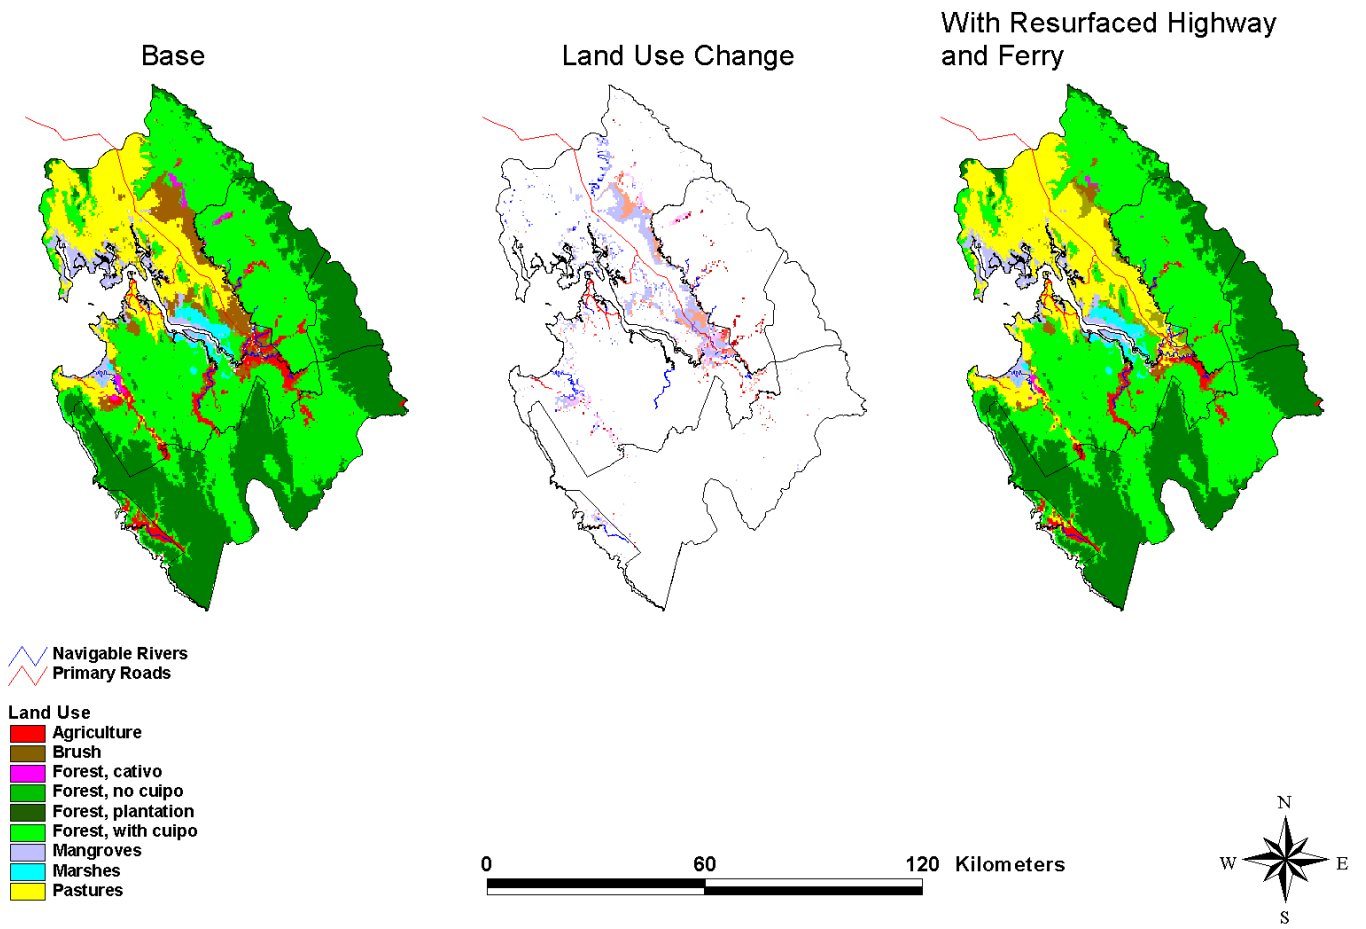 Base
Land Use Change
With Resurfaced Highway
and Ferry
Navigable Rivers
Primary Roads
Land Use
Agriculture
Brush
Forest, cativo
Forest, no cuipo
Forest, plantation
Forest, with cuipo
Mangroves
Marshes
Pastures
0 60 120 Kilometers
N
W E
S